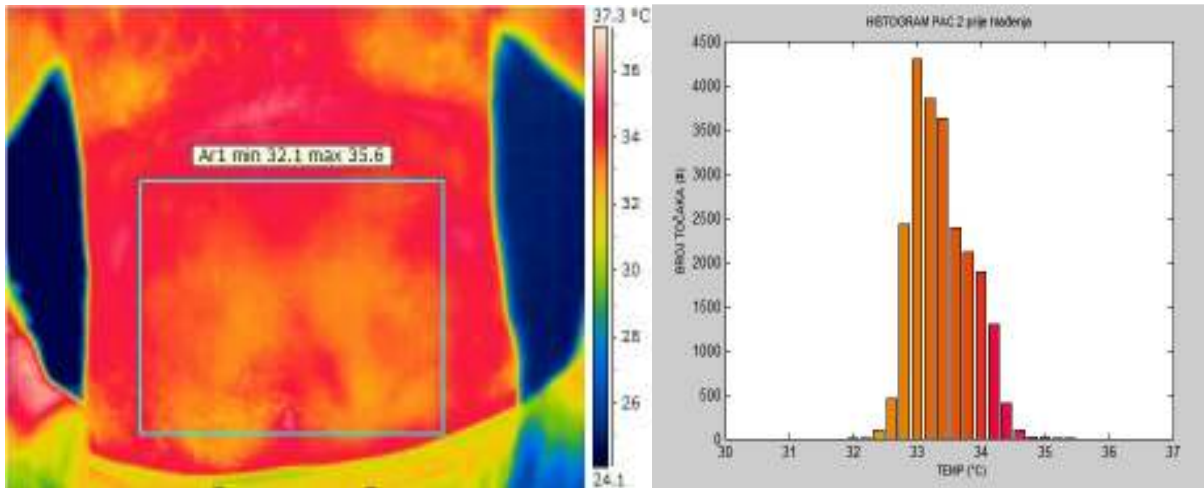 37.3 ºC
Ar1 min 32.1 max 35.6
36
34
32
30
28
26
24.1
HISTOGRAM PAC 2 prije hlađenja
4500
4000
3500
3000
2500
2000
1500
1000
500
0
BROJ TOČAKA (#)
30 31 32 33 34 35 36 37
TEMP (°C)